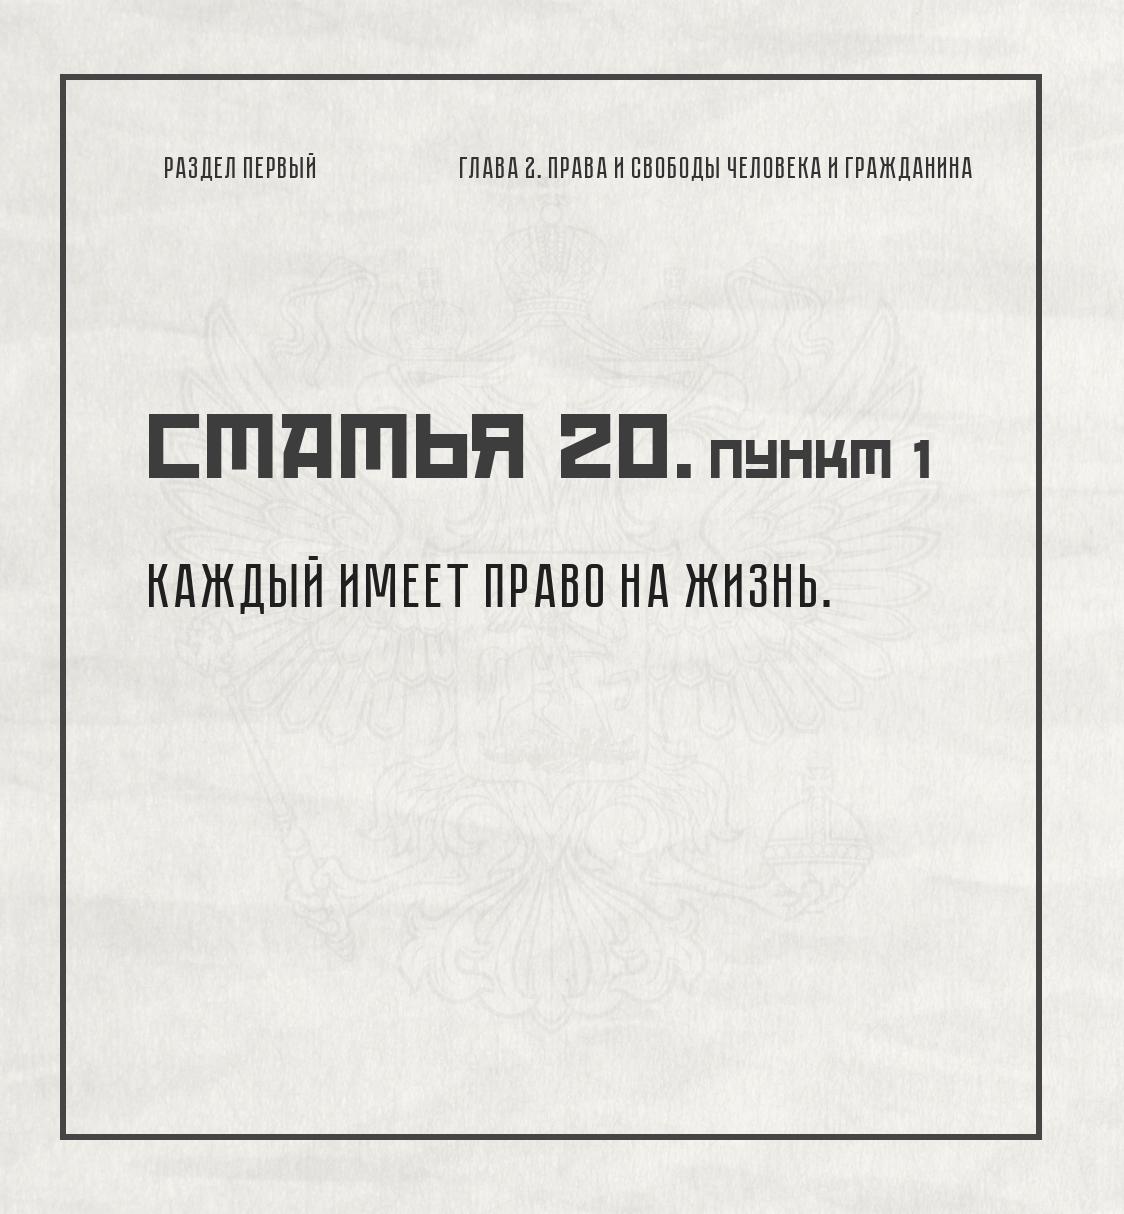 РАЗДЕЛ ПЕРВЫЙ
ГЛАВА 2. ПРАВА И СВОБОДЫ ЧЕЛОВЕКА И ГРАЖДАНИНА
СТАТЬЯ 20. ПУНКТ 1
КАЖДЫЙ ИМЕЕТ ПРАВО НА ЖИЗНЬ.